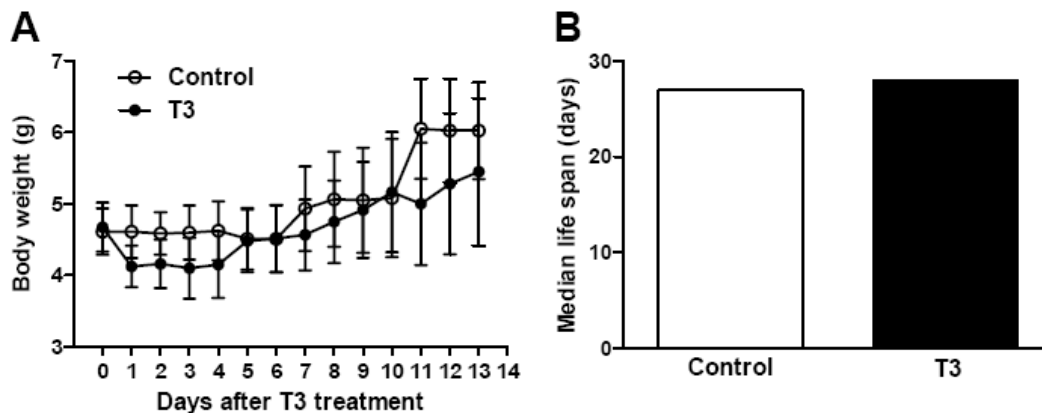 A
Body weight (g)
7
6
5
4
3
Control
T3
0 1 2 3 4 5 6 7 8 9 10 11 12 13 14
Days after T3 treatment
B
Median life span (days)
30
20
10
0
Control
T3